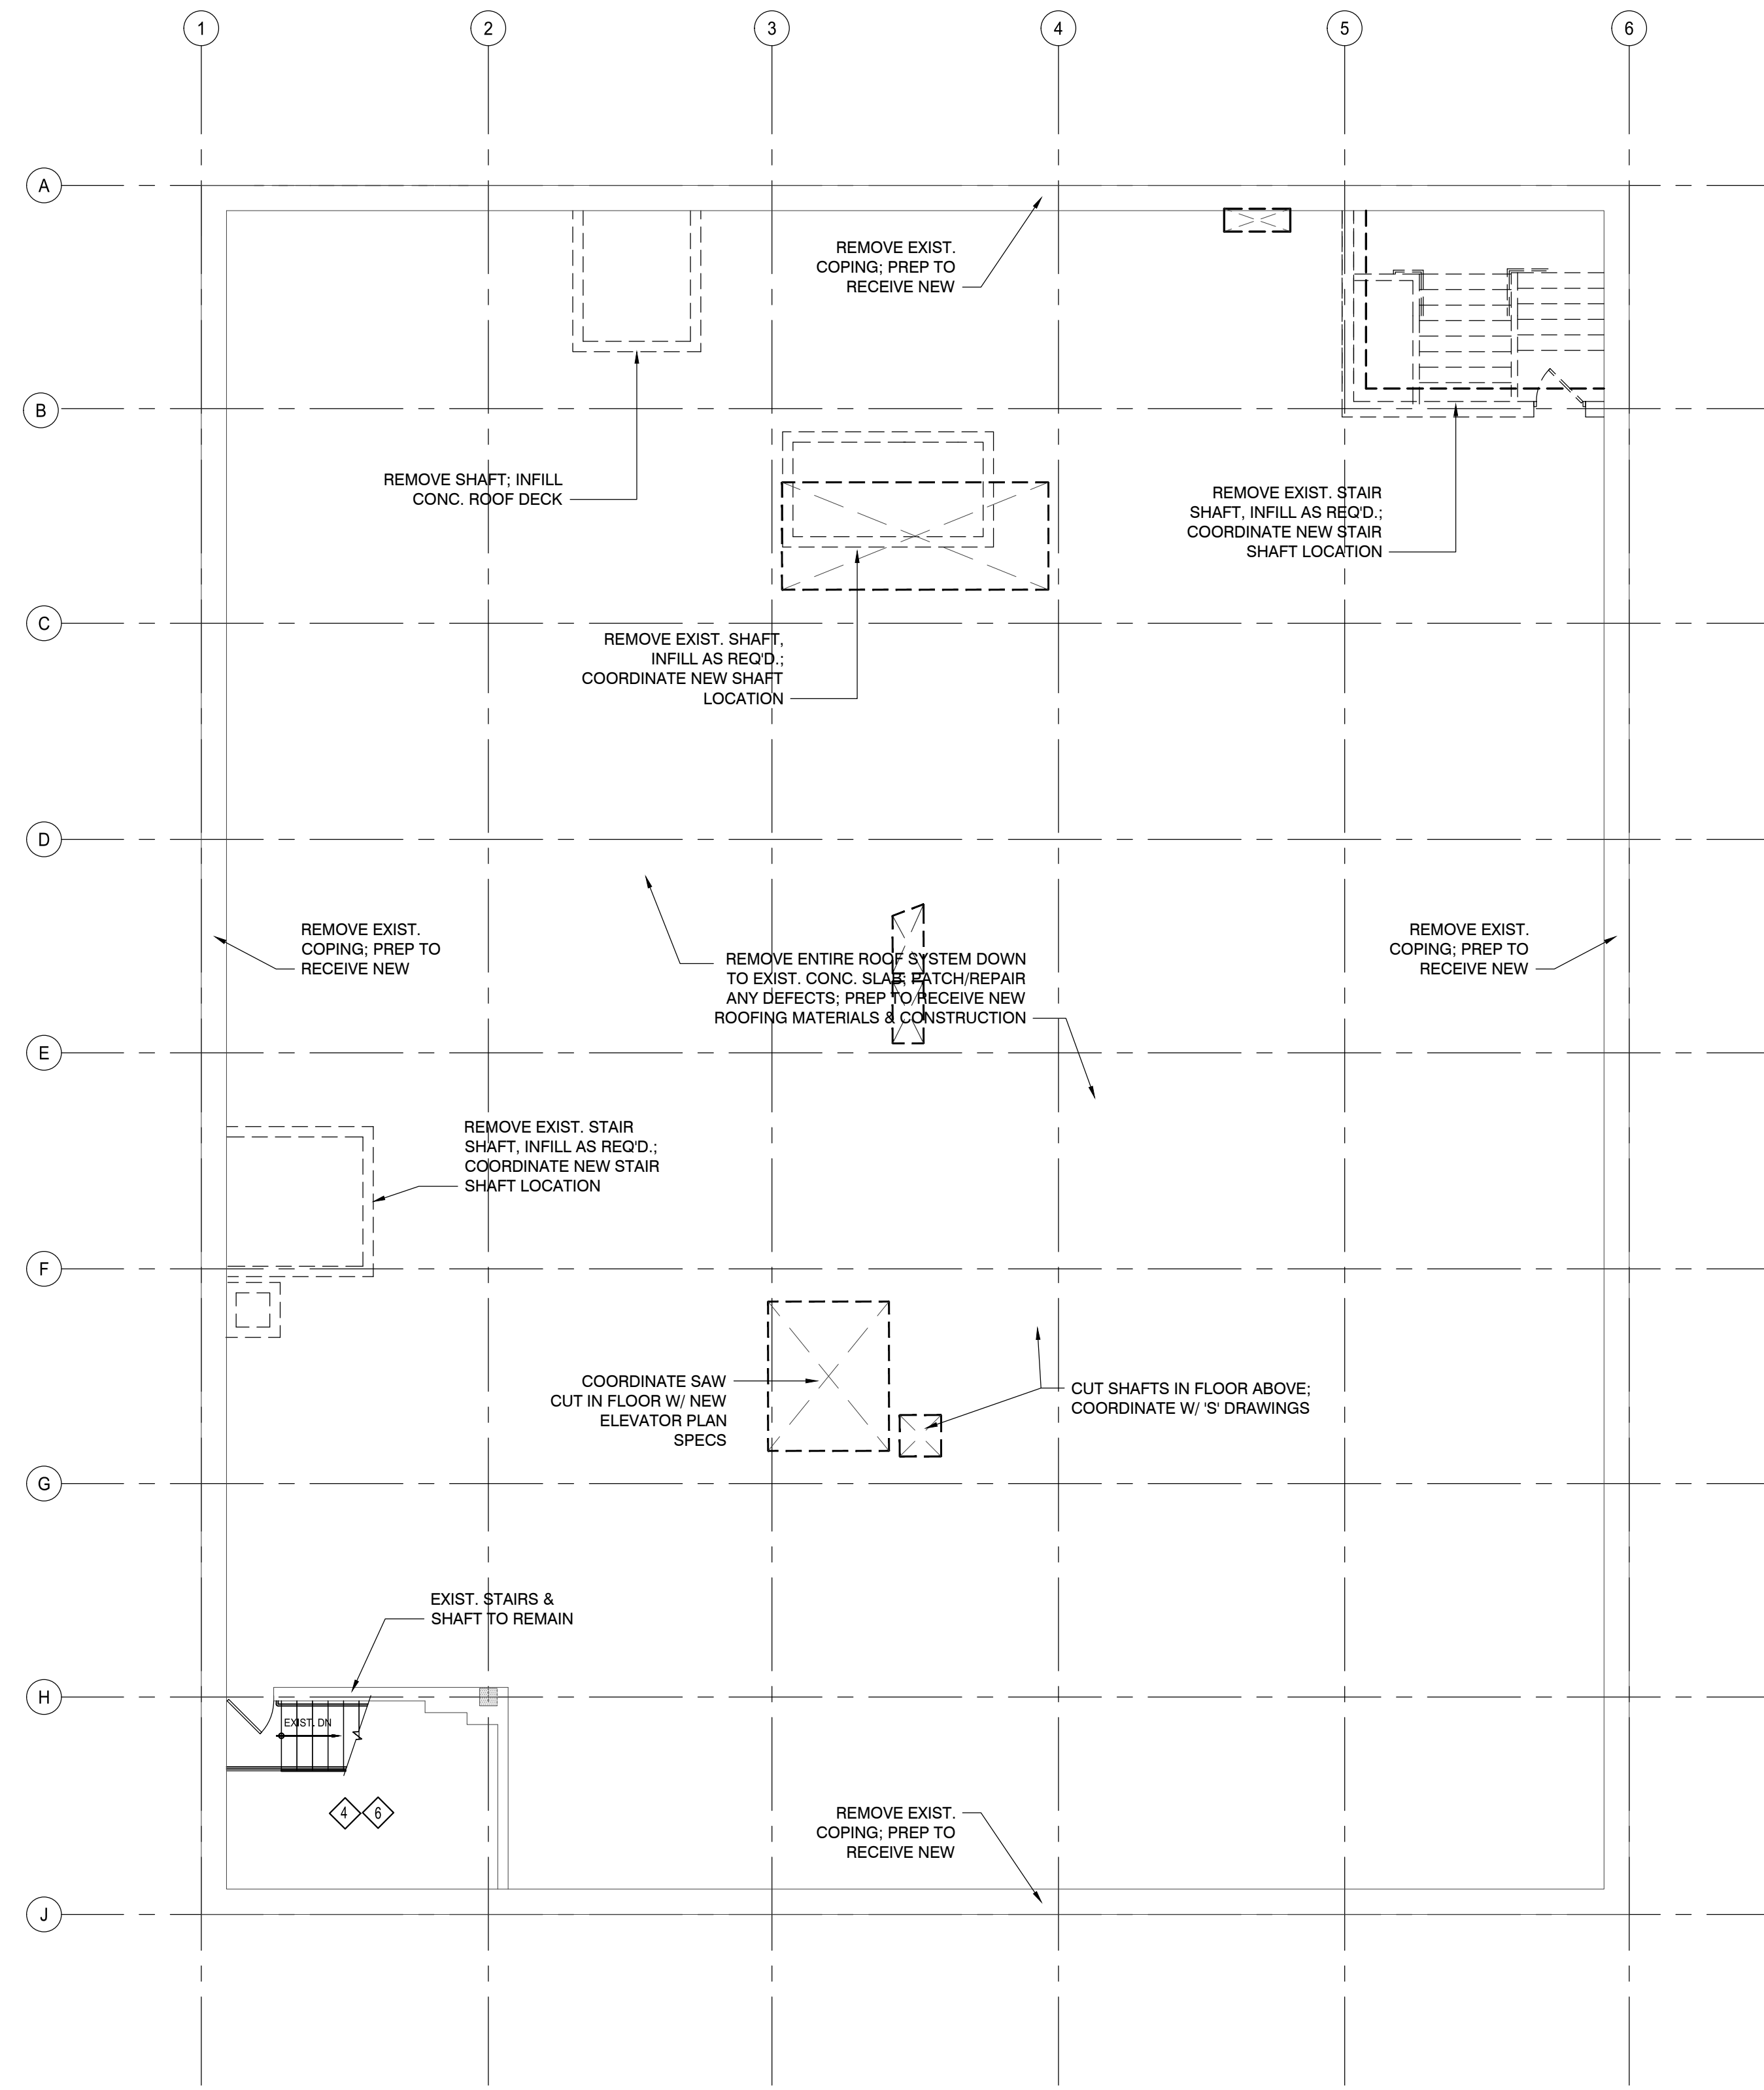 1
2
3
4
5
6
A
REMOVE EXIST.
COPING; PREP TO
RECEIVE NEW
B
REMOVE SHAFT; INFILL
CONC. ROOF DECK
REMOVE EXIST. STAIR
SHAFT, INFILL AS REQ'D.;
COORDINATE NEW STAIR
SHAFT LOCATION
C
REMOVE EXIST. SHAFT,
INFILL AS REQ'D.;
COORDINATE NEW SHAFT
LOCATION
D
REMOVE EXIST.
COPING; PREP TO
RECEIVE NEW
REMOVE ENTIRE ROOF SYSTEM DOWN
TO EXIST. CONC. SLAB; PATCH/REPAIR
ANY DEFECTS; PREP TO RECEIVE NEW
ROOFING MATERIALS & CONSTRUCTION
REMOVE EXIST.
COPING; PREP TO
RECEIVE NEW
E
REMOVE EXIST. STAIR
SHAFT, INFILL AS REQ'D.;
COORDINATE NEW STAIR
SHAFT LOCATION
F
COORDINATE SAW
CUT IN FLOOR W/ NEW
ELEVATOR PLAN
SPECS
CUT SHAFTS IN FLOOR ABOVE;
COORDINATE W/ 'S' DRAWINGS
G
EXIST. STAIRS &
SHAFT TO REMAIN
H
EXIST. DN
4
6
REMOVE EXIST.
COPING; PREP TO
RECEIVE NEW
J